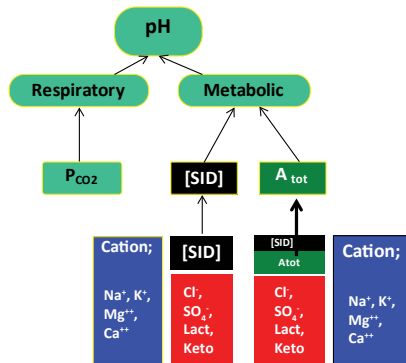 pH
Respiratory
Metabolic
P_CO2
[SID]
A tot
Cation;
Na⁺, K⁺,
Mg⁺⁺,
Ca⁺⁺
[SID]
Cl⁻,
SO₄⁻,
Lact,
Keto
[SID]
Atot
Cl⁻,
SO₄⁻,
Lact,
Keto
Cation;
Na⁺, K⁺,
Mg⁺⁺,
Ca⁺⁺